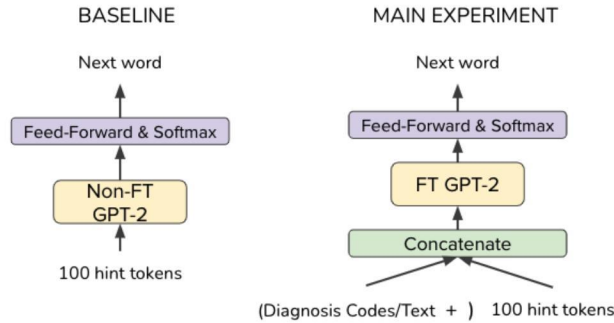 BASELINE
Next word
Feed-Forward & Softmax
Non-FT
GPT-2
100 hint tokens
MAIN EXPERIMENT
Next word
Feed-Forward & Softmax
FT GPT-2
Concatenate
(Diagnosis Codes/Text + ) 100 hint tokens